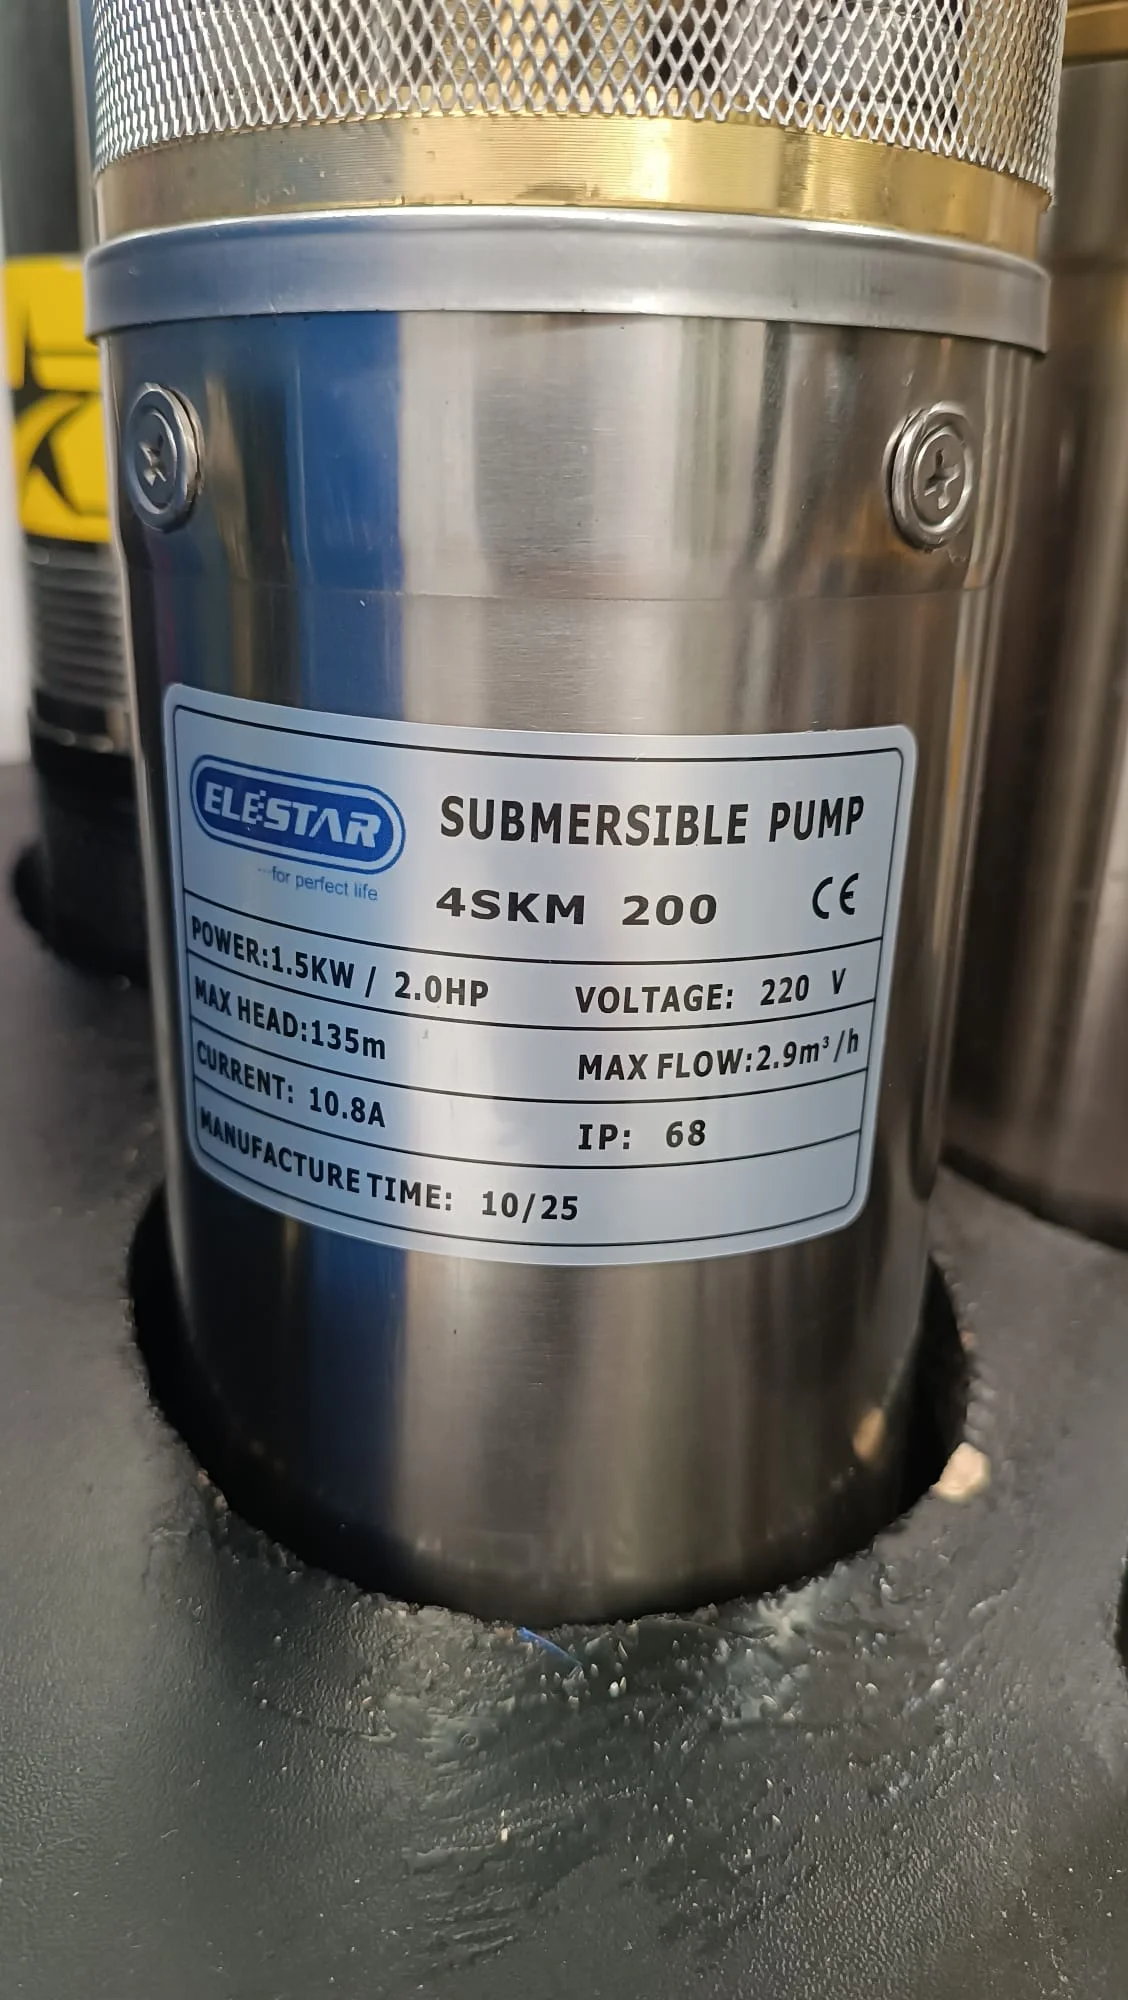 ELESTAR
...for perfect life
SUBMERSIBLE PUMP
4SKM 200 CE
POWER:1.5KW / 2.0HP VOLTAGE: 220 V
MAX HEAD:135m MAX FLOW:2.9m³/h
CURRENT: 10.8A IP: 68
MANUFACTURE TIME: 10/25